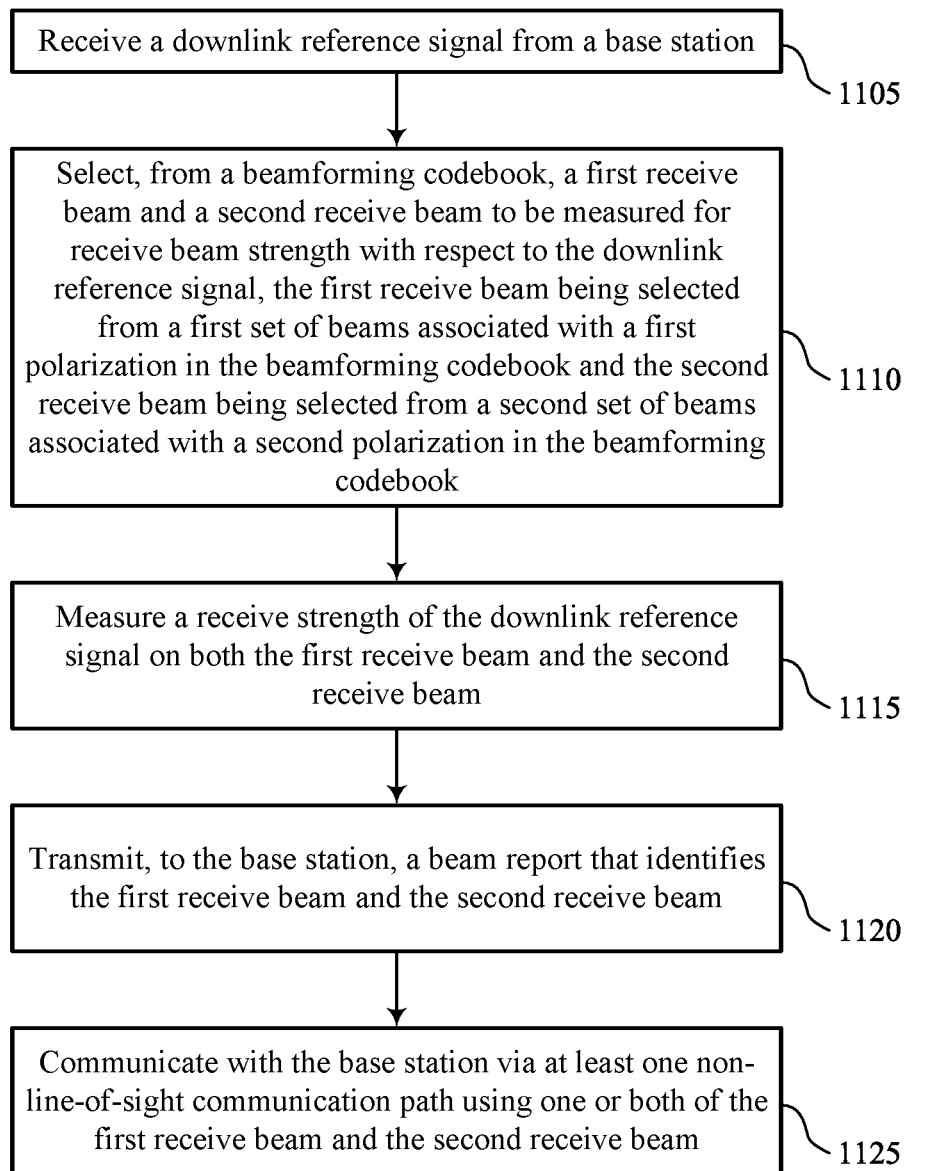 Receive a downlink reference signal from a base station
1105
Select, from a beamforming codebook, a first receive
beam and a second receive beam to be measured for
receive beam strength with respect to the downlink
reference signal, the first receive beam being selected
from a first set of beams associated with a first
polarization in the beamforming codebook and the second
receive beam being selected from a second set of beams
associated with a second polarization in the beamforming
codebook
1110
Measure a receive strength of the downlink reference
signal on both the first receive beam and the second
receive beam
1115
Transmit, to the base station, a beam report that identifies
the first receive beam and the second receive beam
1120
Communicate with the base station via at least one non-
line-of-sight communication path using one or both of the
first receive beam and the second receive beam
1125